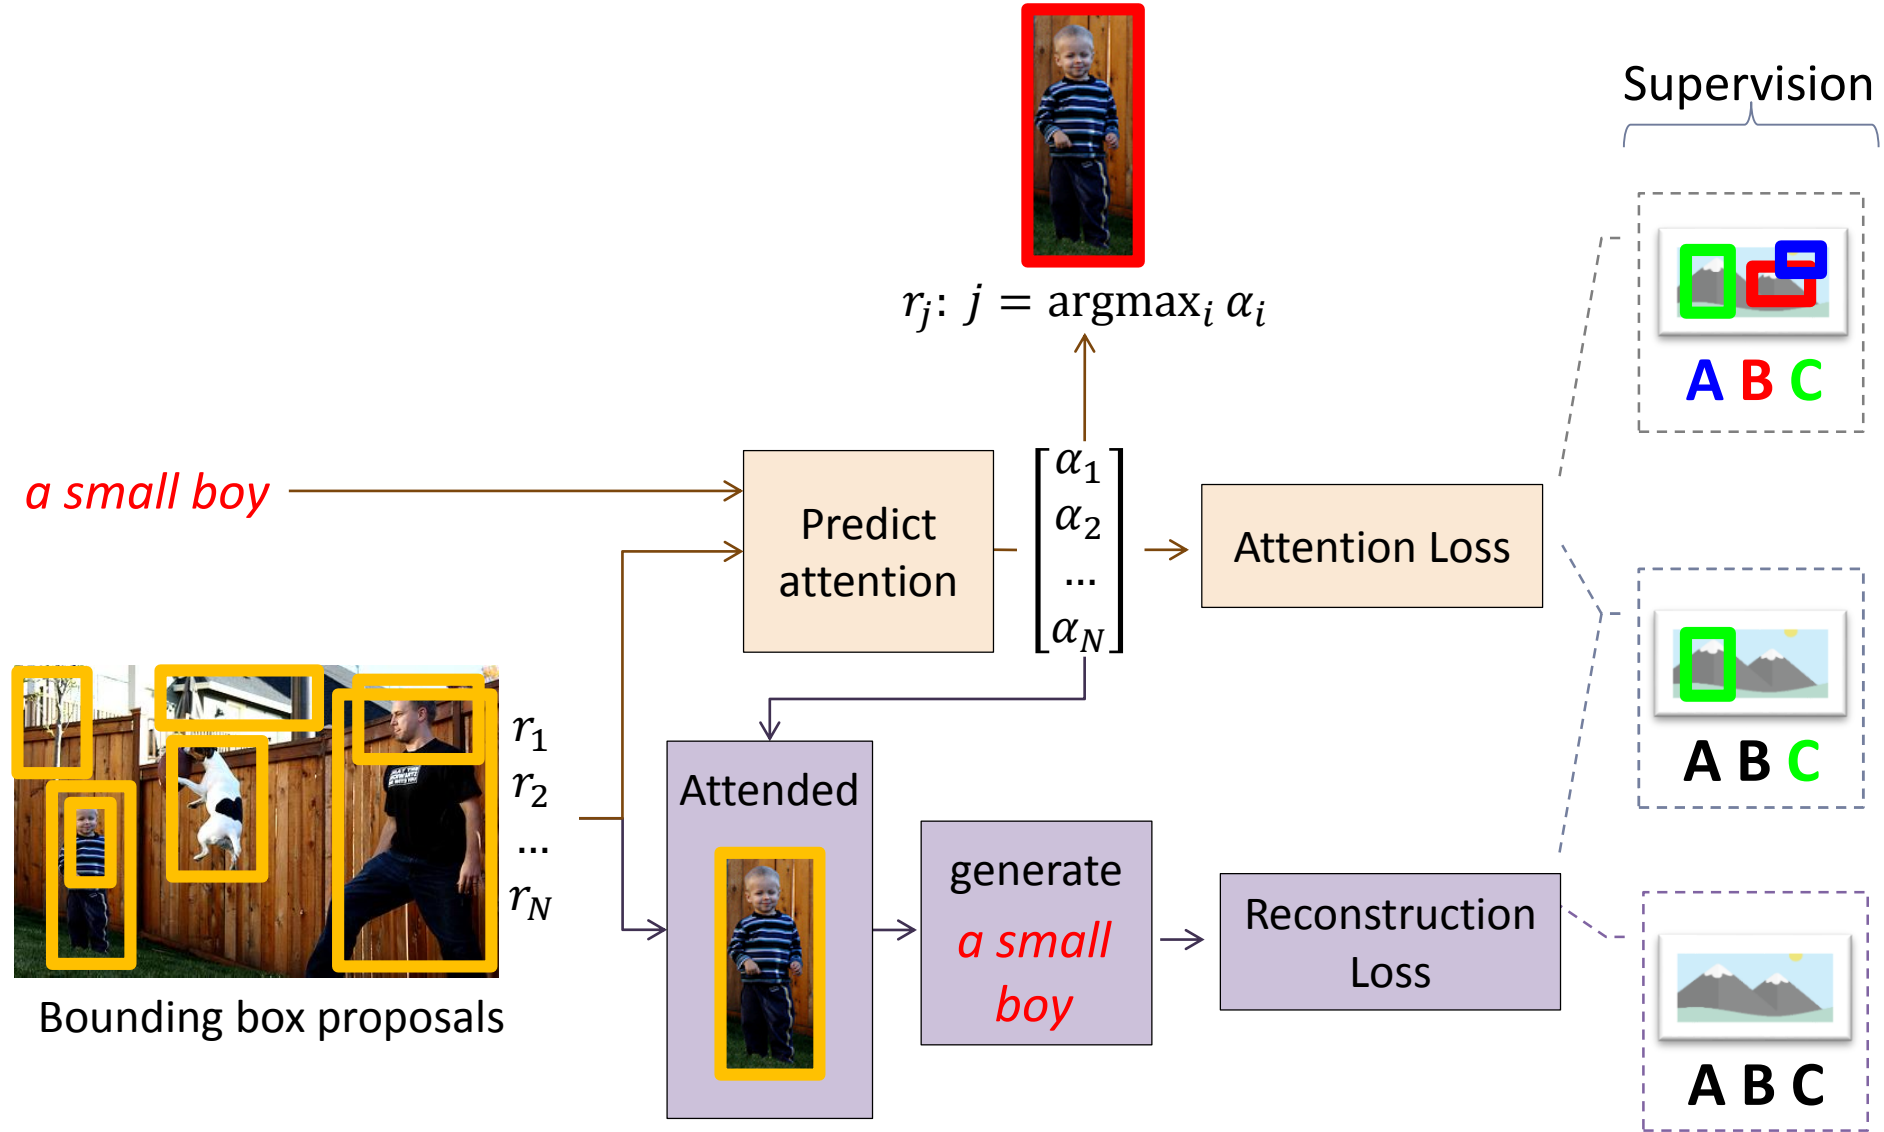 Supervision
r_j: j = argmax_i α_i
A B C
a small boy
Predict
attention
α_1
α_2
...
α_N
Attention Loss
A B C
r_1
r_2
...
r_N
Bounding box proposals
Attended
generate
a small
boy
Reconstruction
Loss
A B C